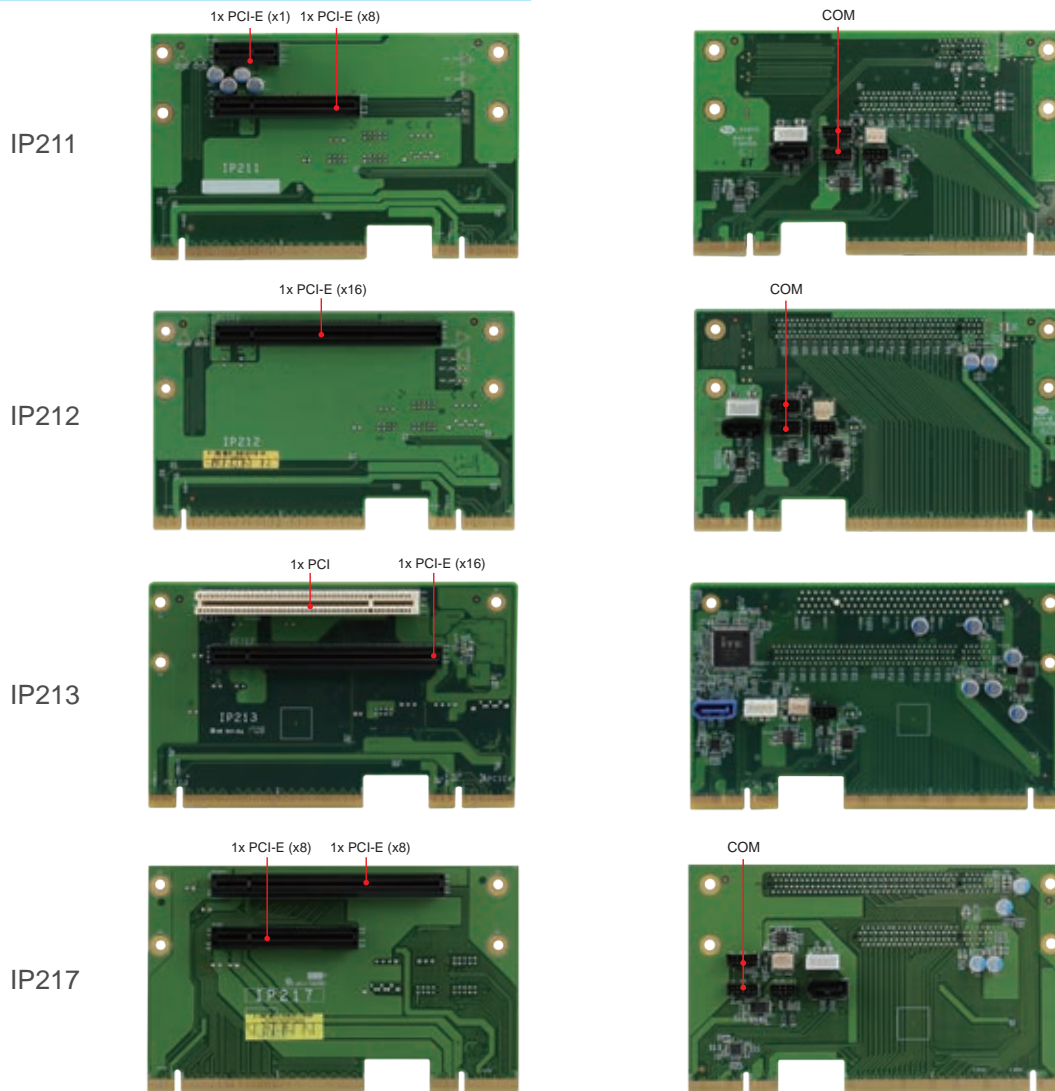 1x PCI-E (x1) 1x PCI-E (x8)
COM
IP211
IP211
ET
1x PCI-E (x16)
COM
IP212
IP212
1x PCI 1x PCI-E (x16)
IP213
IP213
1x PCI-E (x8) 1x PCI-E (x8)
COM
IP217
IP217